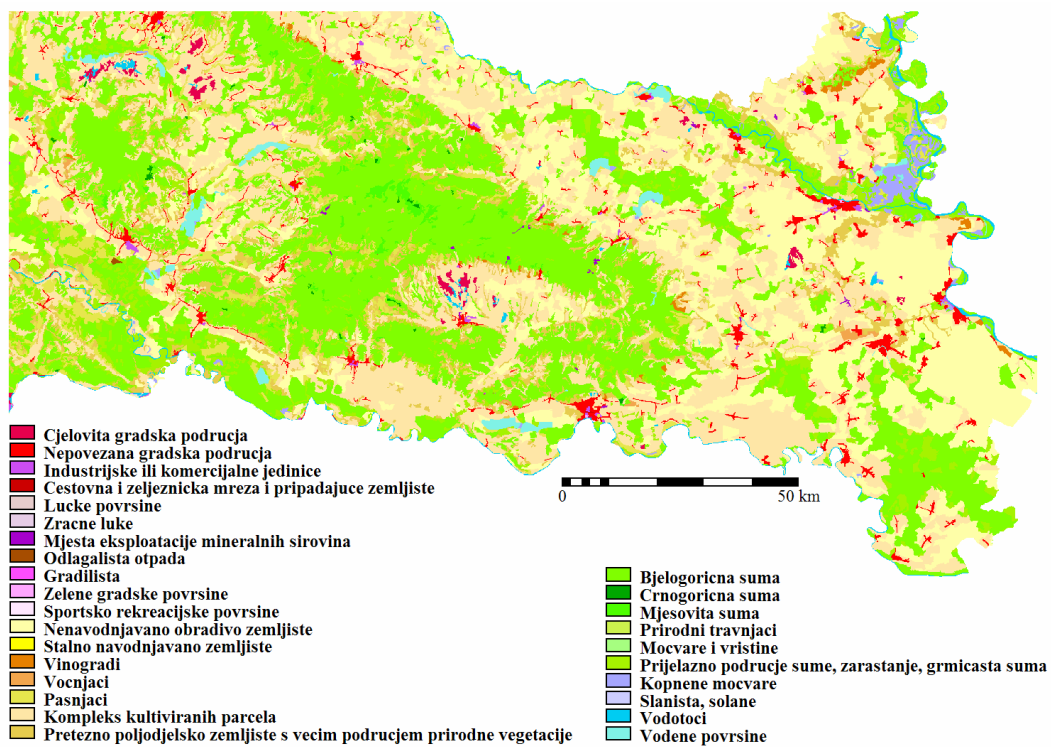 Cjelovita gradska podrucja
Nepovezana gradska podrucja
Industrijske ili komercijalne jedinice
Cestovna i zeljeznicka mreza i pripadajuce zemljiste
Lucke povrsine
Zracne luke
Mjesta eksploatacije mineralnih sirovina
Odlagalista otpada
Gradilista
Zelene gradske povrsine
Sportsko rekreacijske povrsine
Nenavodnjavano obradivo zemljiste
Stalno navodnjavano zemljiste
Vinogradi
Vocnjaci
Pasnjaci
Kompleks kultiviranih parcela
Pretezno poljodjelsko zemljiste s vecim podrucjem prirodne vegetacije
0 50 km
Bjelogoricna suma
Crnogoricna suma
Mjesovita suma
Prirodni travnjaci
Mocvare i vristine
Prijelazno podrucje sume, zarastanje, grmicasta suma
Kopnene mocvare
Slanista, solane
Vodotoci
Vodene povrsine